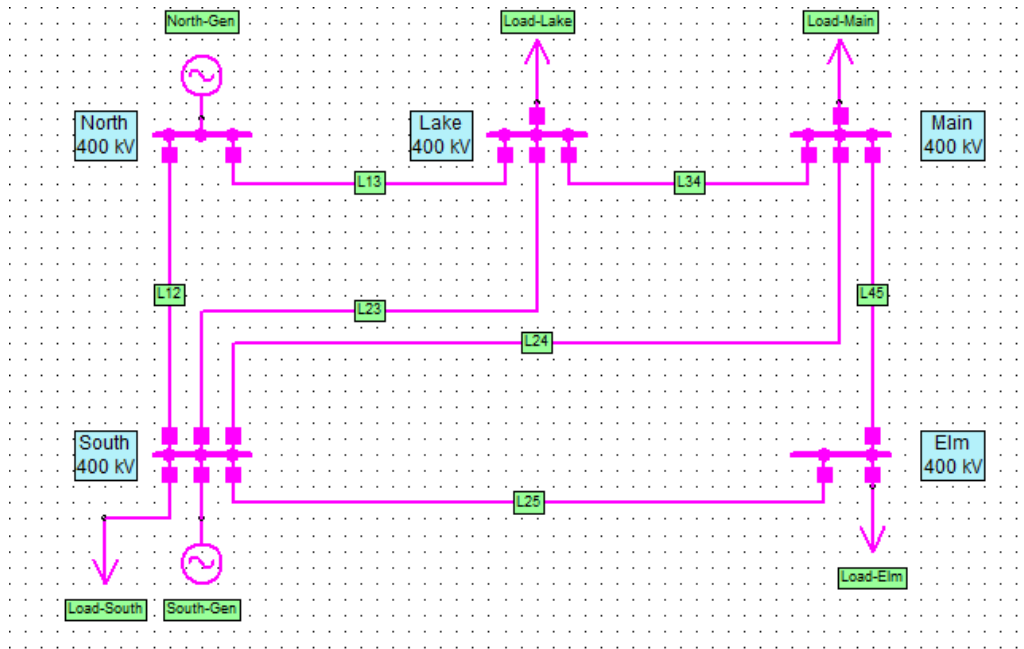 North-Gen
Load-Lake
Load-Main
North
400 kV
Lake
400 kV
Main
400 kV
L13
L34
L12
L23
L45
L24
South
400 kV
Elm
400 kV
L25
Load-Elm
Load-South
South-Gen